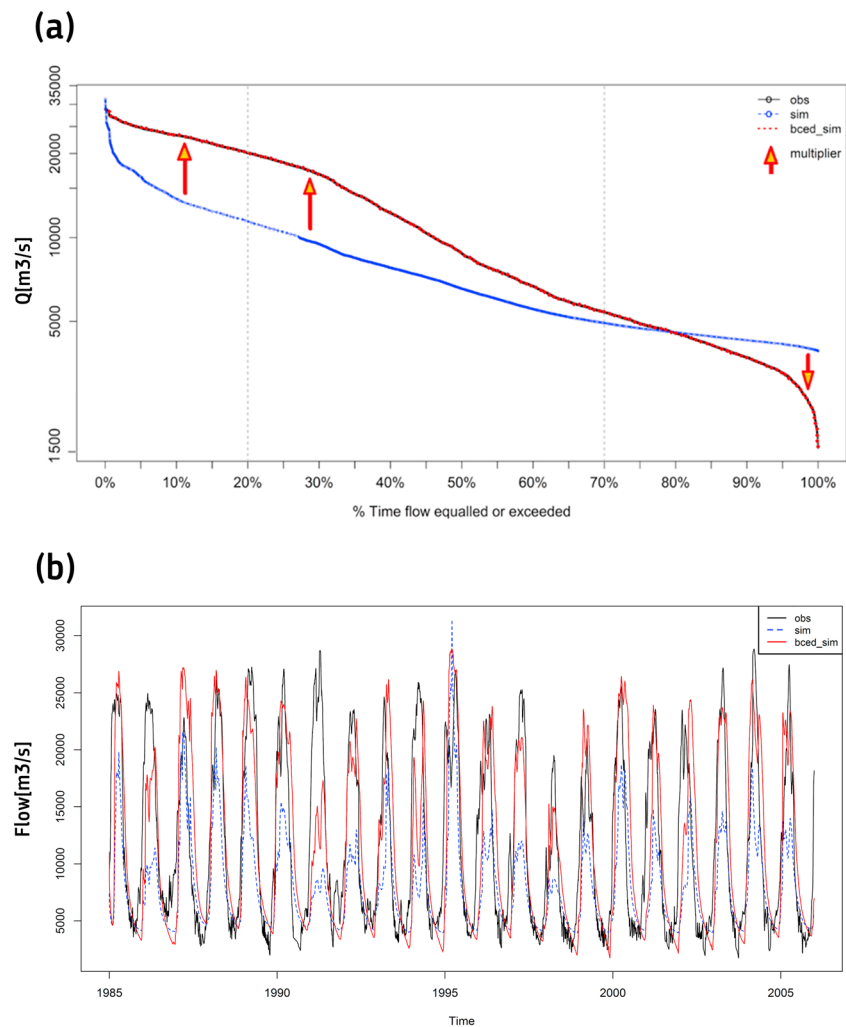 (a)
35000
20000
10000
5000
1500
Q[m3/s]
obs
sim
bced_sim
multiplier
0% 10% 20% 30% 40% 50% 60% 70% 80% 90% 100%
% Time flow equalled or exceeded
(b)
30000
25000
20000
15000
10000
5000
Flow[m3/s]
obs
sim
bced_sim
1985 1990 1995 2000 2005
Time